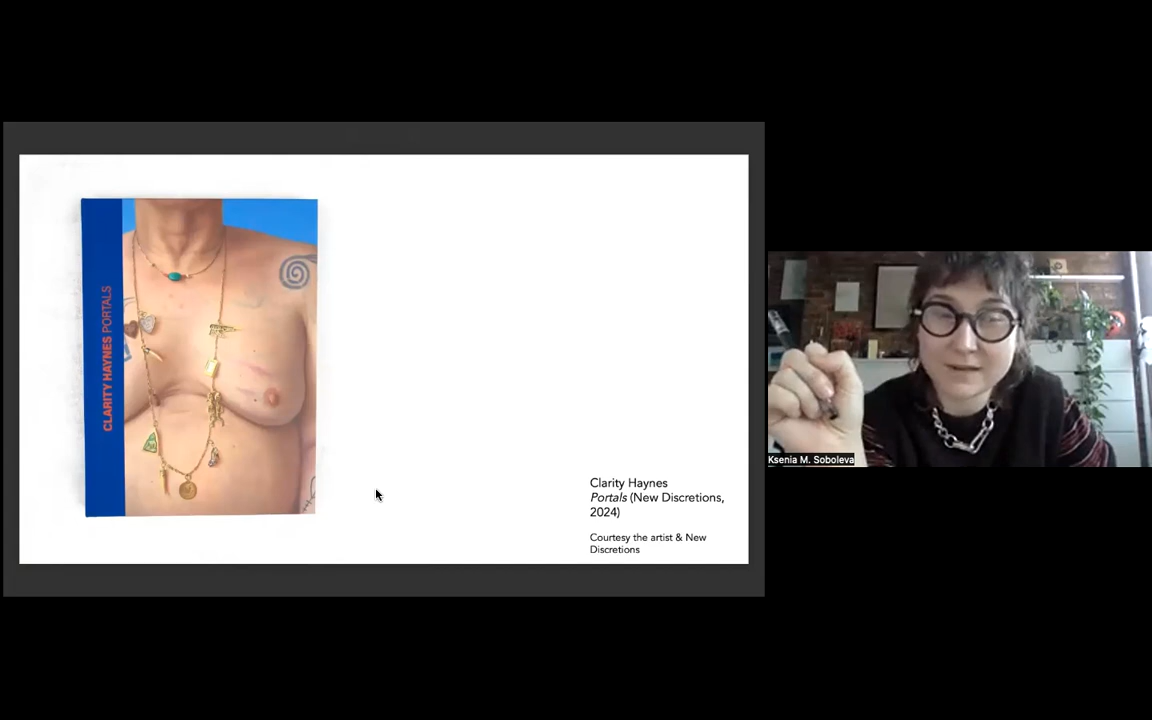 CLARITY HAYNES PORTALS
Clarity Haynes
Portals (New Discretions,
2024)
Courtesy the artist & New
Discretions
Ksenia M. Soboleva